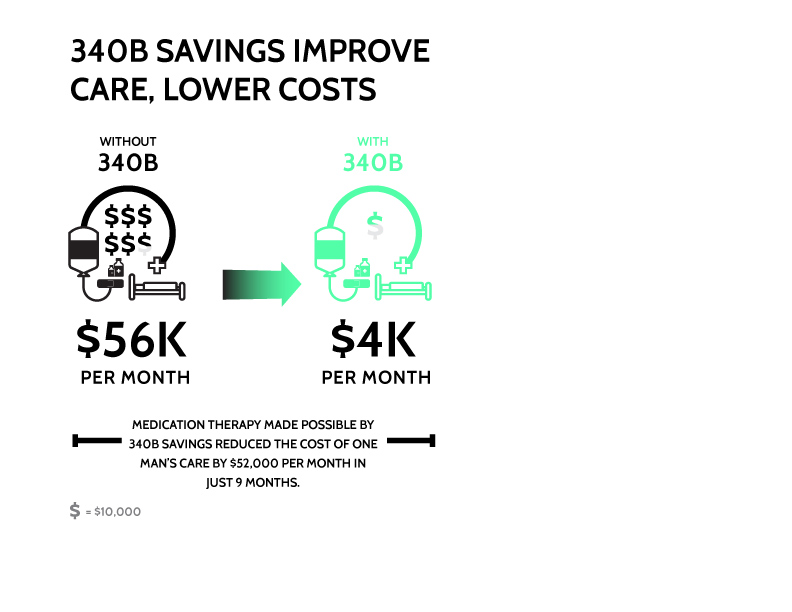 340B SAVINGS IMPROVE
CARE, LOWER COSTS
WITHOUT
340B
WITH
340B
$$$
$$$
$
$56K
PER MONTH
$4K
PER MONTH
MEDICATION THERAPY MADE POSSIBLE BY
340B SAVINGS REDUCED THE COST OF ONE
MAN'S CARE BY $52,000 PER MONTH IN
JUST 9 MONTHS.
$ = $10,000